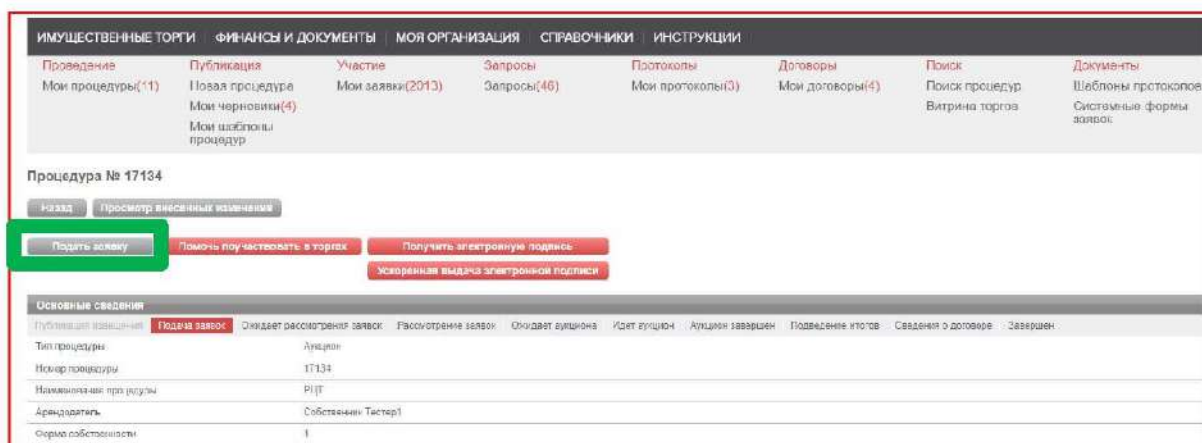 ИМУЩЕСТВЕННЫЕ ТОРГИ ФИНАНСЫ И ДОКУМЕНТЫ МОЯ ОРГАНИЗАЦИЯ СПРАВОЧНИКИ ИНСТРУКЦИИ
Проведение Публикация Участие Запросы Протоколы Договоры Поиск Документы
Мои процедуры(11) Новая процедура Мои заявки(2013) Запросы(46) Мои протоколы(3) Мои договоры(4) Поиск процедур Шаблоны протоколов
Мои черновики(4) Витрина торгов Системные формы заявок
Мои шаблоны процедур
Процедура № 17134
Назад Просмотр внесенных изменений
Подать заявку Помочь поучаствовать в торгах Получить электронную подпись
Ускоренная выдача электронной подписи
Основные сведения
Публикация извещения Подача заявок Ожидает рассмотрения заявок Рассмотрение заявок Ожидает аукциона Идет аукцион Аукцион завершен Подведение итогов Сведения о договоре Завершен
Тип процедуры Аукцион
Номер процедуры 17134
Наименование процедуры
Арендодатель Собственник Тестер1
Форма собственности 1